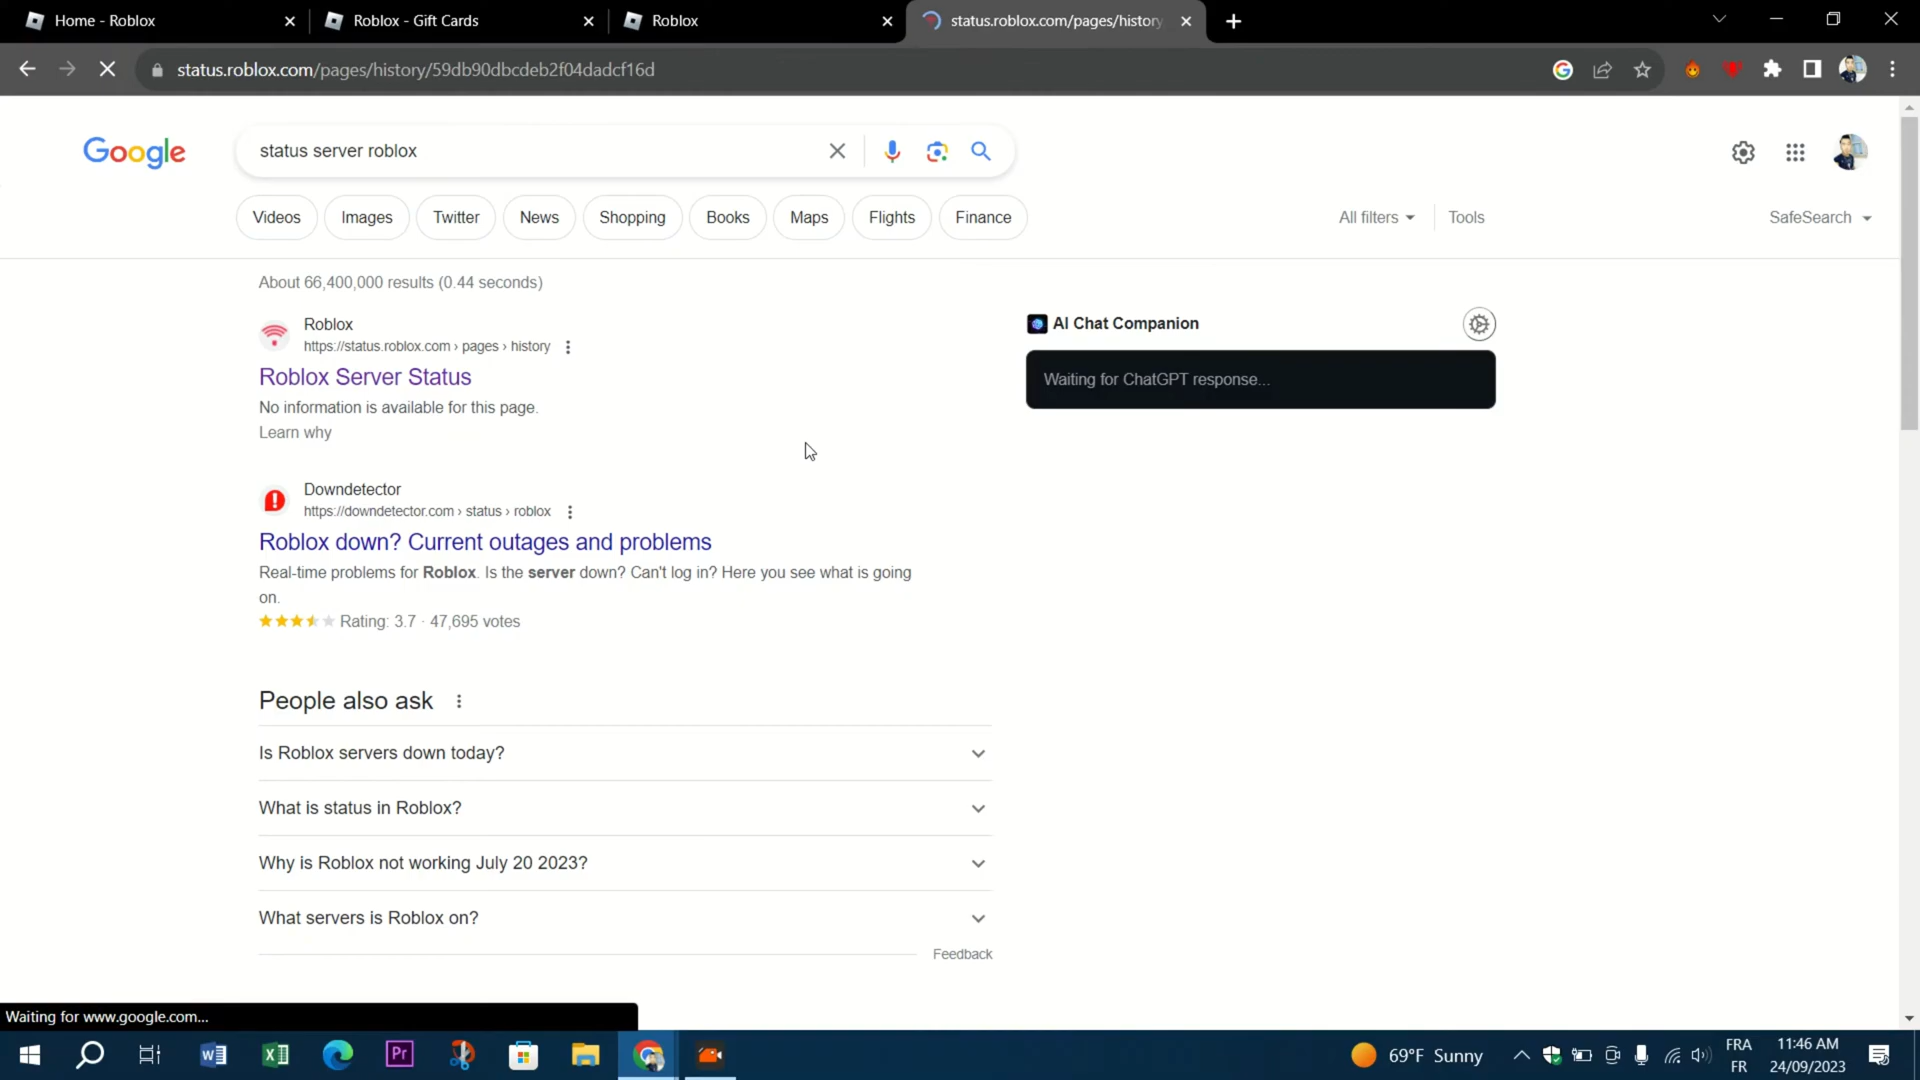 Home - Roblox
Roblox - Gift Cards
Roblox
status.roblox.com/pages/history
status.roblox.com/pages/history/59db90dbcdeb2f04dadcf16d
Google
status server roblox
Videos
Images
Twitter
News
Shopping
Books
Maps
Flights
Finance
All filters
Tools
SafeSearch
About 66,400,000 results (0.44 seconds)
Roblox
https://status.roblox.com › pages › history
Roblox Server Status
No information is available for this page.
Learn why
AI Chat Companion
Waiting for ChatGPT response...
Downdetector
https://downdetector.com › status › roblox
Roblox down? Current outages and problems
Real-time problems for Roblox. Is the server down? Can't log in? Here you see what is going
on.
Rating: 3.7 · 47,695 votes
People also ask
Is Roblox servers down today?
What is status in Roblox?
Why is Roblox not working July 20 2023?
What servers is Roblox on?
Feedback
Waiting for www.google.com...
Pr
69°F Sunny
FRA
FR
11:46 AM
24/09/2023